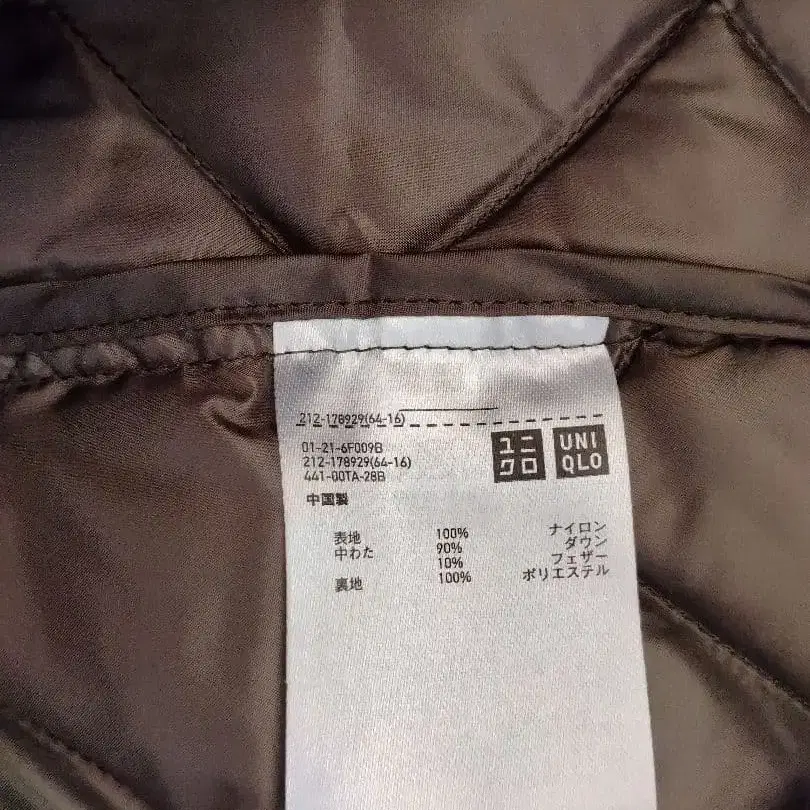 212-178929(64-16)
01-21-6F009B
212-178929(64-16)
441-00TA-28B
ユニ
クロ
UNI
QLO
中国製
表地 100% ナイロン
中わた 90% ダウン
10% フェザー
裏地 100% ポリエステル